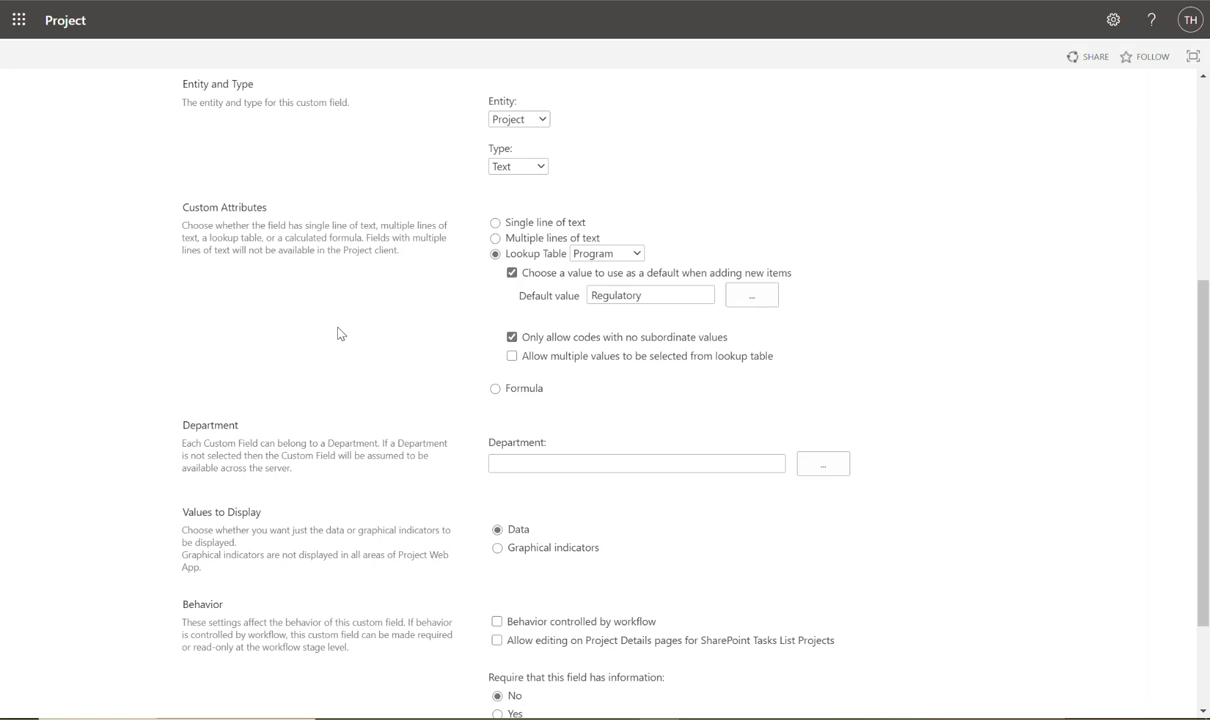 Project
TH
SHARE
FOLLOW
Entity and Type
The entity and type for this custom field.
Entity:
Project
Type:
Text
Custom Attributes
Choose whether the field has single line of text, multiple lines of
text, a lookup table, or a calculated formula. Fields with multiple
lines of text will not be available in the Project client.
Single line of text
Multiple lines of text
Lookup Table Program
Choose a value to use as a default when adding new items
Default value Regulatory ...
Only allow codes with no subordinate values
Allow multiple values to be selected from lookup table
Formula
Department
Each Custom Field can belong to a Department. If a Department
is not selected then the Custom Field will be assumed to be
available across the server.
Department:
...
Values to Display
Choose whether you want just the data or graphical indicators to
be displayed.
Graphical indicators are not displayed in all areas of Project Web
App.
Data
Graphical indicators
Behavior
These settings affect the behavior of this custom field. If behavior
is controlled by workflow, this custom field can be made required
or read-only at the workflow stage level.
Behavior controlled by workflow
Allow editing on Project Details pages for SharePoint Tasks List Projects
Require that this field has information:
No
Yes